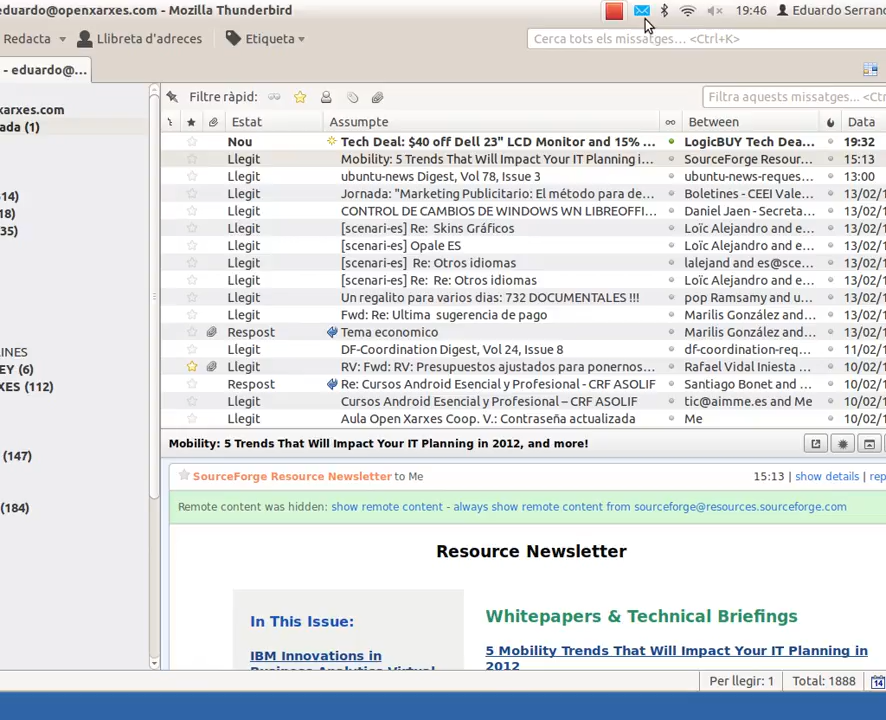 eduardo@openxarxes.com - Mozilla Thunderbird 19:46 Eduardo Serrano
Redacta Llibreta d'adreces Etiqueta Cerca tots els missatges... <Ctrl+K>
- eduardo@...
xarxes.com
ada (1)
14)
18)
35)
INES
EY (6)
XES (112)
(147)
(184)
Filtre ràpid: Filtra aquests missatges... <Ct
Estat Assumpte Between Data
Nou Tech Deal: $40 off Dell 23" LCD Monitor and 15% ... LogicBUY Tech Dea... 19:32
Llegit Mobility: 5 Trends That Will Impact Your IT Planning i... SourceForge Resour... 15:13
Llegit ubuntu-news Digest, Vol 78, Issue 3 ubuntu-news-reques... 13:00
Llegit Jornada: "Marketing Publicitario: El método para de... Boletines - CEEI Vale... 13/02/1
Llegit CONTROL DE CAMBIOS DE WINDOWS WN LIBREOFFI... Daniel Jaen - Secreta... 13/02/1
Llegit [scenari-es] Re: Skins Gráficos Loïc Alejandro and e... 13/02/1
Llegit [scenari-es] Opale ES Loïc Alejandro and e... 13/02/1
Llegit [scenari-es] Re: Otros idiomas lalejand and es@sce... 13/02/1
Llegit [scenari-es] Re: Re: Otros idiomas Loïc Alejandro and e... 13/02/1
Llegit Un regalito para varios dias: 732 DOCUMENTALES !!! pop Ramsamy and u... 13/02/1
Llegit Fwd: Re: Ultima sugerencia de pago Marilis González and... 13/02/1
Respost Tema economico Marilis González and... 13/02/1
Llegit DF-Coordination Digest, Vol 24, Issue 8 df-coordination-req... 11/02/1
Llegit RV: Fwd: RV: Presupuestos ajustados para ponernos... Rafael Vidal Iniesta ... 10/02/1
Respost Re: Cursos Android Esencial y Profesional - CRF ASOLIF Santiago Bonet and ... 10/02/1
Llegit Cursos Android Esencial y Profesional – CRF ASOLIF tic@aimme.es and Me 10/02/1
Llegit Aula Open Xarxes Coop. V.: Contraseña actualizada Me 10/02/1
Mobility: 5 Trends That Will Impact Your IT Planning in 2012, and more!
SourceForge Resource Newsletter to Me 15:13 | show details | rep
Remote content was hidden: show remote content - always show remote content from sourceforge@resources.sourceforge.com
Resource Newsletter
In This Issue:
IBM Innovations in
Business Analytics Virtual
Whitepapers & Technical Briefings
5 Mobility Trends That Will Impact Your IT Planning in
2012
Per llegir: 1 Total: 1888 14